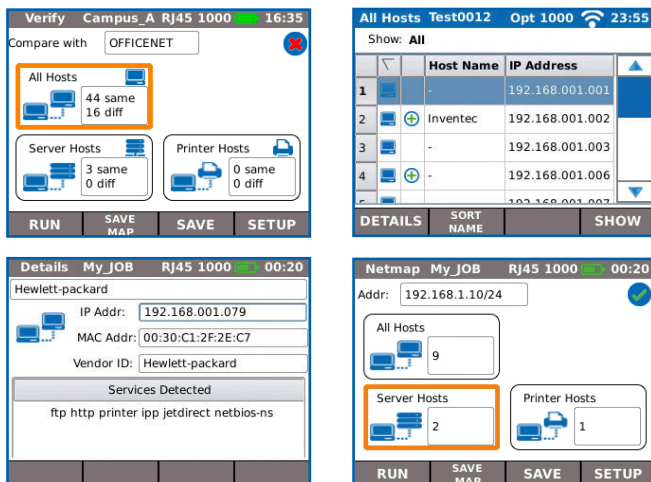 Verify Campus_A RJ45 1000 16:35
Compare with OFFICENET
All Hosts
44 same
16 diff
Server Hosts
3 same
0 diff
Printer Hosts
0 same
0 diff
RUN SAVE MAP SAVE SETUP
All Hosts Test0012 Opt 1000 23:55
Show: All
Host Name IP Address
1 - 192.168.001.001
2 Inventec 192.168.001.002
3 - 192.168.001.003
4 - 192.168.001.006
5 - 192.168.001.007
DETAILS SORT NAME SHOW
Details My_JOB RJ45 1000 00:20
Hewlett-packard
IP Addr: 192.168.001.079
MAC Addr: 00:30:C1:2F:2E:C7
Vendor ID: Hewlett-packard
Services Detected
ftp http printer ipp jetdirect netbios-ns
Netmap My_JOB RJ45 1000 00:20
Addr: 192.168.1.10/24
All Hosts
9
Server Hosts
2
Printer Hosts
1
RUN SAVE MAP SAVE SETUP